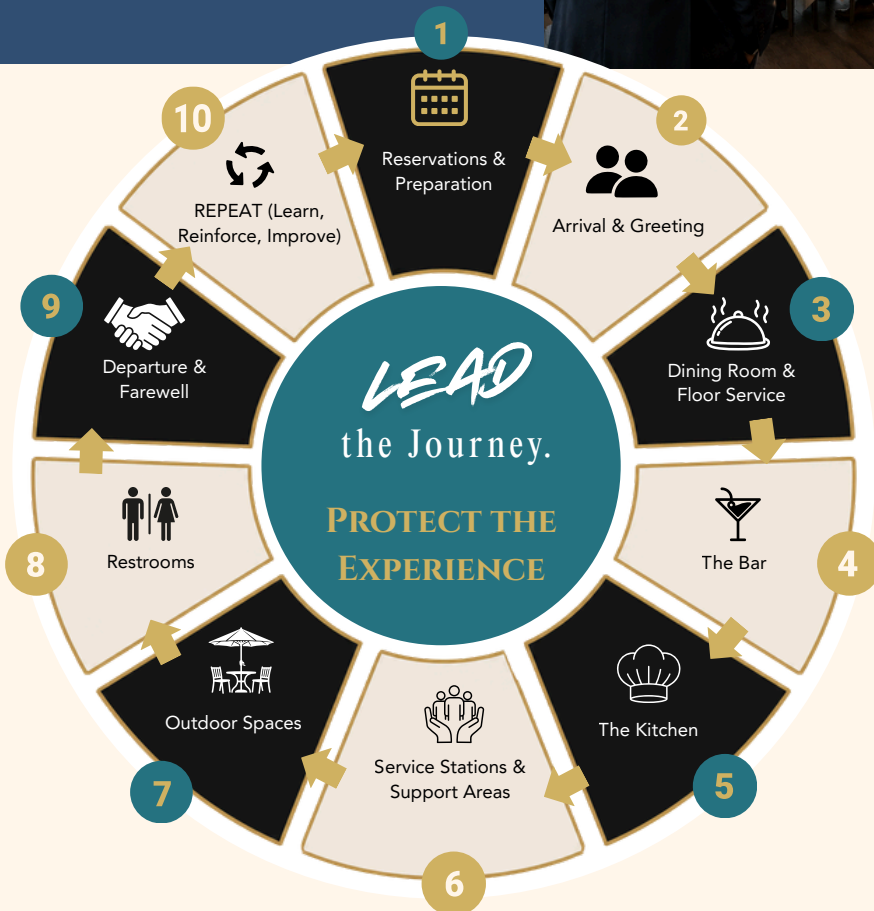 1
Reservations &
Preparation
2
Arrival & Greeting
3
Dining Room &
Floor Service
4
The Bar
5
The Kitchen
6
Service Stations &
Support Areas
7
Outdoor Spaces
8
Restrooms
9
Departure &
Farewell
10
REPEAT (Learn,
Reinforce, Improve)
LEAD
the Journey.
PROTECT THE
EXPERIENCE